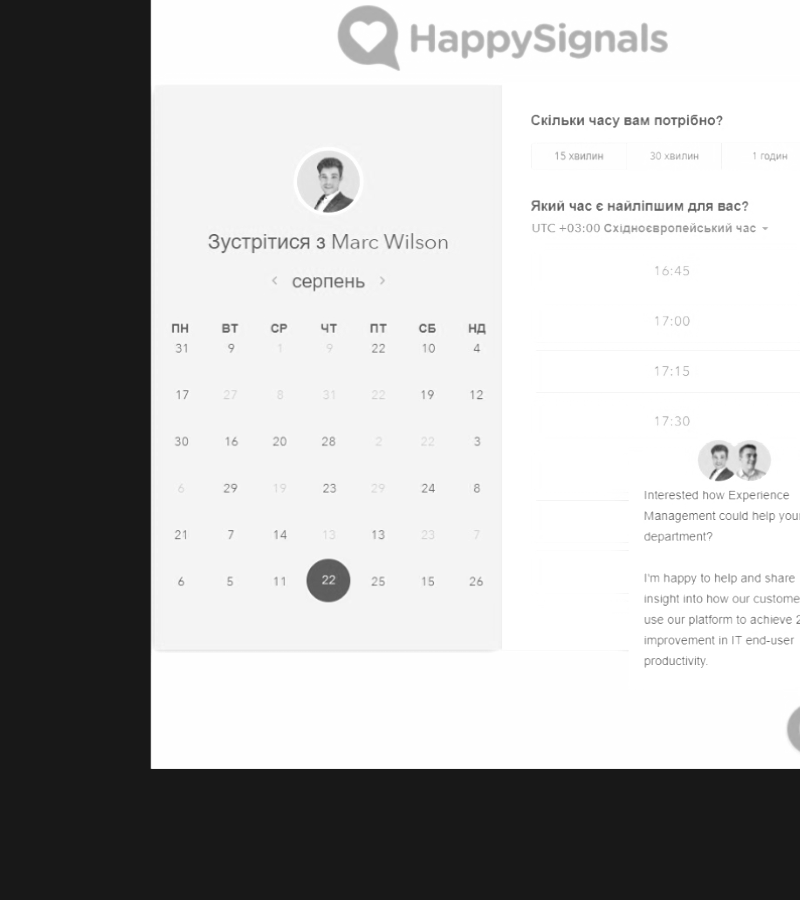 HappySignals
Зустрітися з Marc Wilson
серпень
ПН ВТ СР ЧТ ПТ СБ НД
31 9 1 9 22 10 4
17 27 8 31 22 19 12
30 16 20 28 2 22 3
6 29 19 23 29 24 8
21 7 14 13 13 23 7
6 5 11 22 25 15 26
Скільки часу вам потрібно?
15 хвилин 30 хвилин 1 годин
Який час є найліпшим для вас?
UTC +03:00 Східноєвропейський час
16:45
17:00
17:15
17:30
Interested how Experience
Management could help your
department?
I'm happy to help and share
insight into how our custome
use our platform to achieve 2
improvement in IT end-user
productivity.